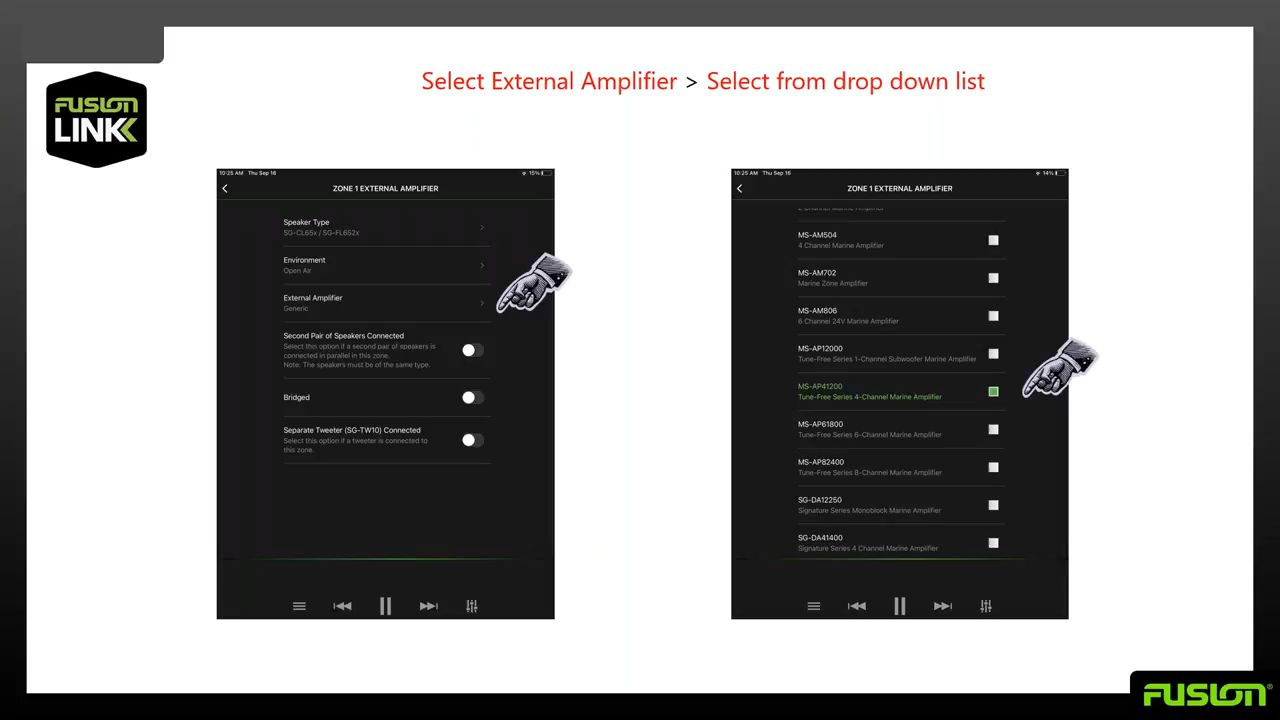 Select External Amplifier > Select from drop down list
FUSION
LINK
10:25 AM Thu Sep 16
15%
ZONE 1 EXTERNAL AMPLIFIER
Speaker Type
SG-CL65x / SG-FL652x
Environment
Open Air
External Amplifier
Generic
Second Pair of Speakers Connected
Select this option if a second pair of speakers is
connected in parallel in this zone.
Note: The speakers must be of the same type.
Bridged
Separate Tweeter (SG-TW10) Connected
Select this option if a tweeter is connected to
this zone.
10:25 AM Thu Sep 16
14%
ZONE 1 EXTERNAL AMPLIFIER
2 Channel Marine Amplifier
MS-AM504
4 Channel Marine Amplifier
MS-AM702
Marine Zone Amplifier
MS-AM806
6 Channel 24V Marine Amplifier
MS-AP12000
Tune-Free Series 1-Channel Subwoofer Marine Amplifier
MS-AP41200
Tune-Free Series 4-Channel Marine Amplifier
MS-AP61800
Tune-Free Series 6-Channel Marine Amplifier
MS-AP82400
Tune-Free Series 8-Channel Marine Amplifier
SG-DA12250
Signature Series Monoblock Marine Amplifier
SG-DA41400
Signature Series 4 Channel Marine Amplifier
FUSION®